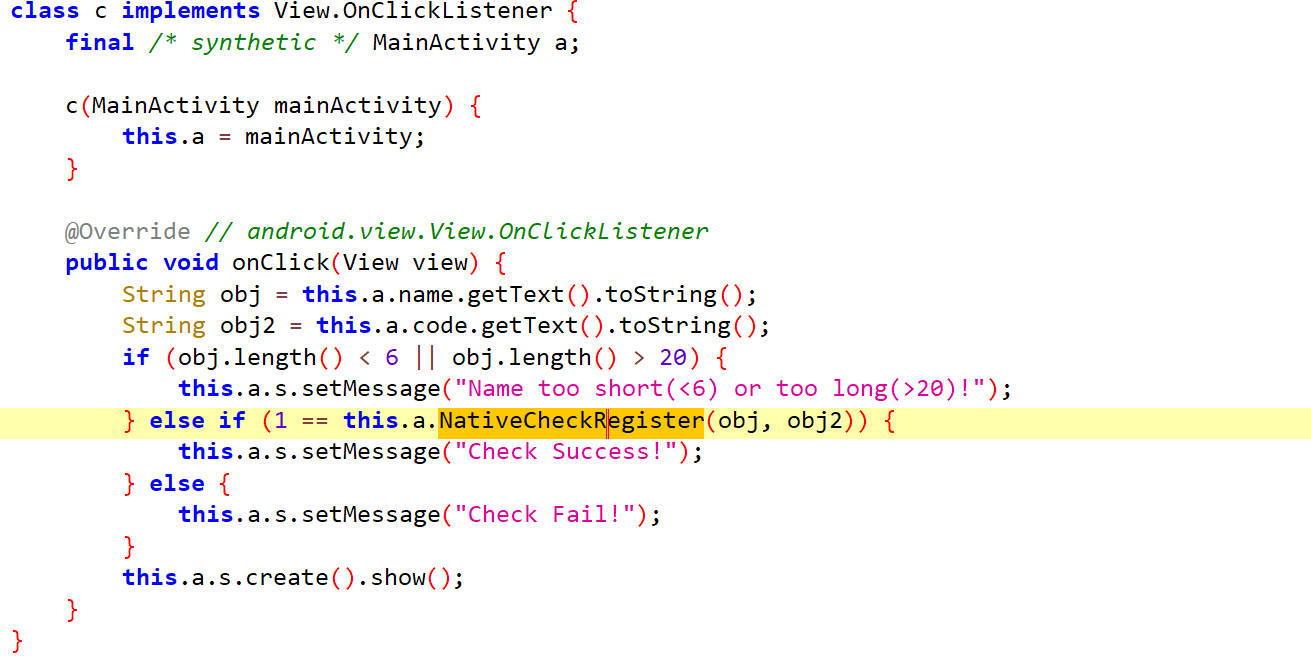 class c implements View.OnClickListener {
final /* synthetic */ MainActivity a;
c(MainActivity mainActivity) {
this.a = mainActivity;
}
@Override // android.view.View.OnClickListener
public void onClick(View view) {
String obj = this.a.name.getText().toString();
String obj2 = this.a.code.getText().toString();
if (obj.length() < 6 || obj.length() > 20) {
this.a.s.setMessage("Name too short(<6) or too long(>20)!");
} else if (1 == this.a.NativeCheckRegister(obj, obj2)) {
this.a.s.setMessage("Check Success!");
} else {
this.a.s.setMessage("Check Fail!");
}
this.a.s.create().show();
}
}